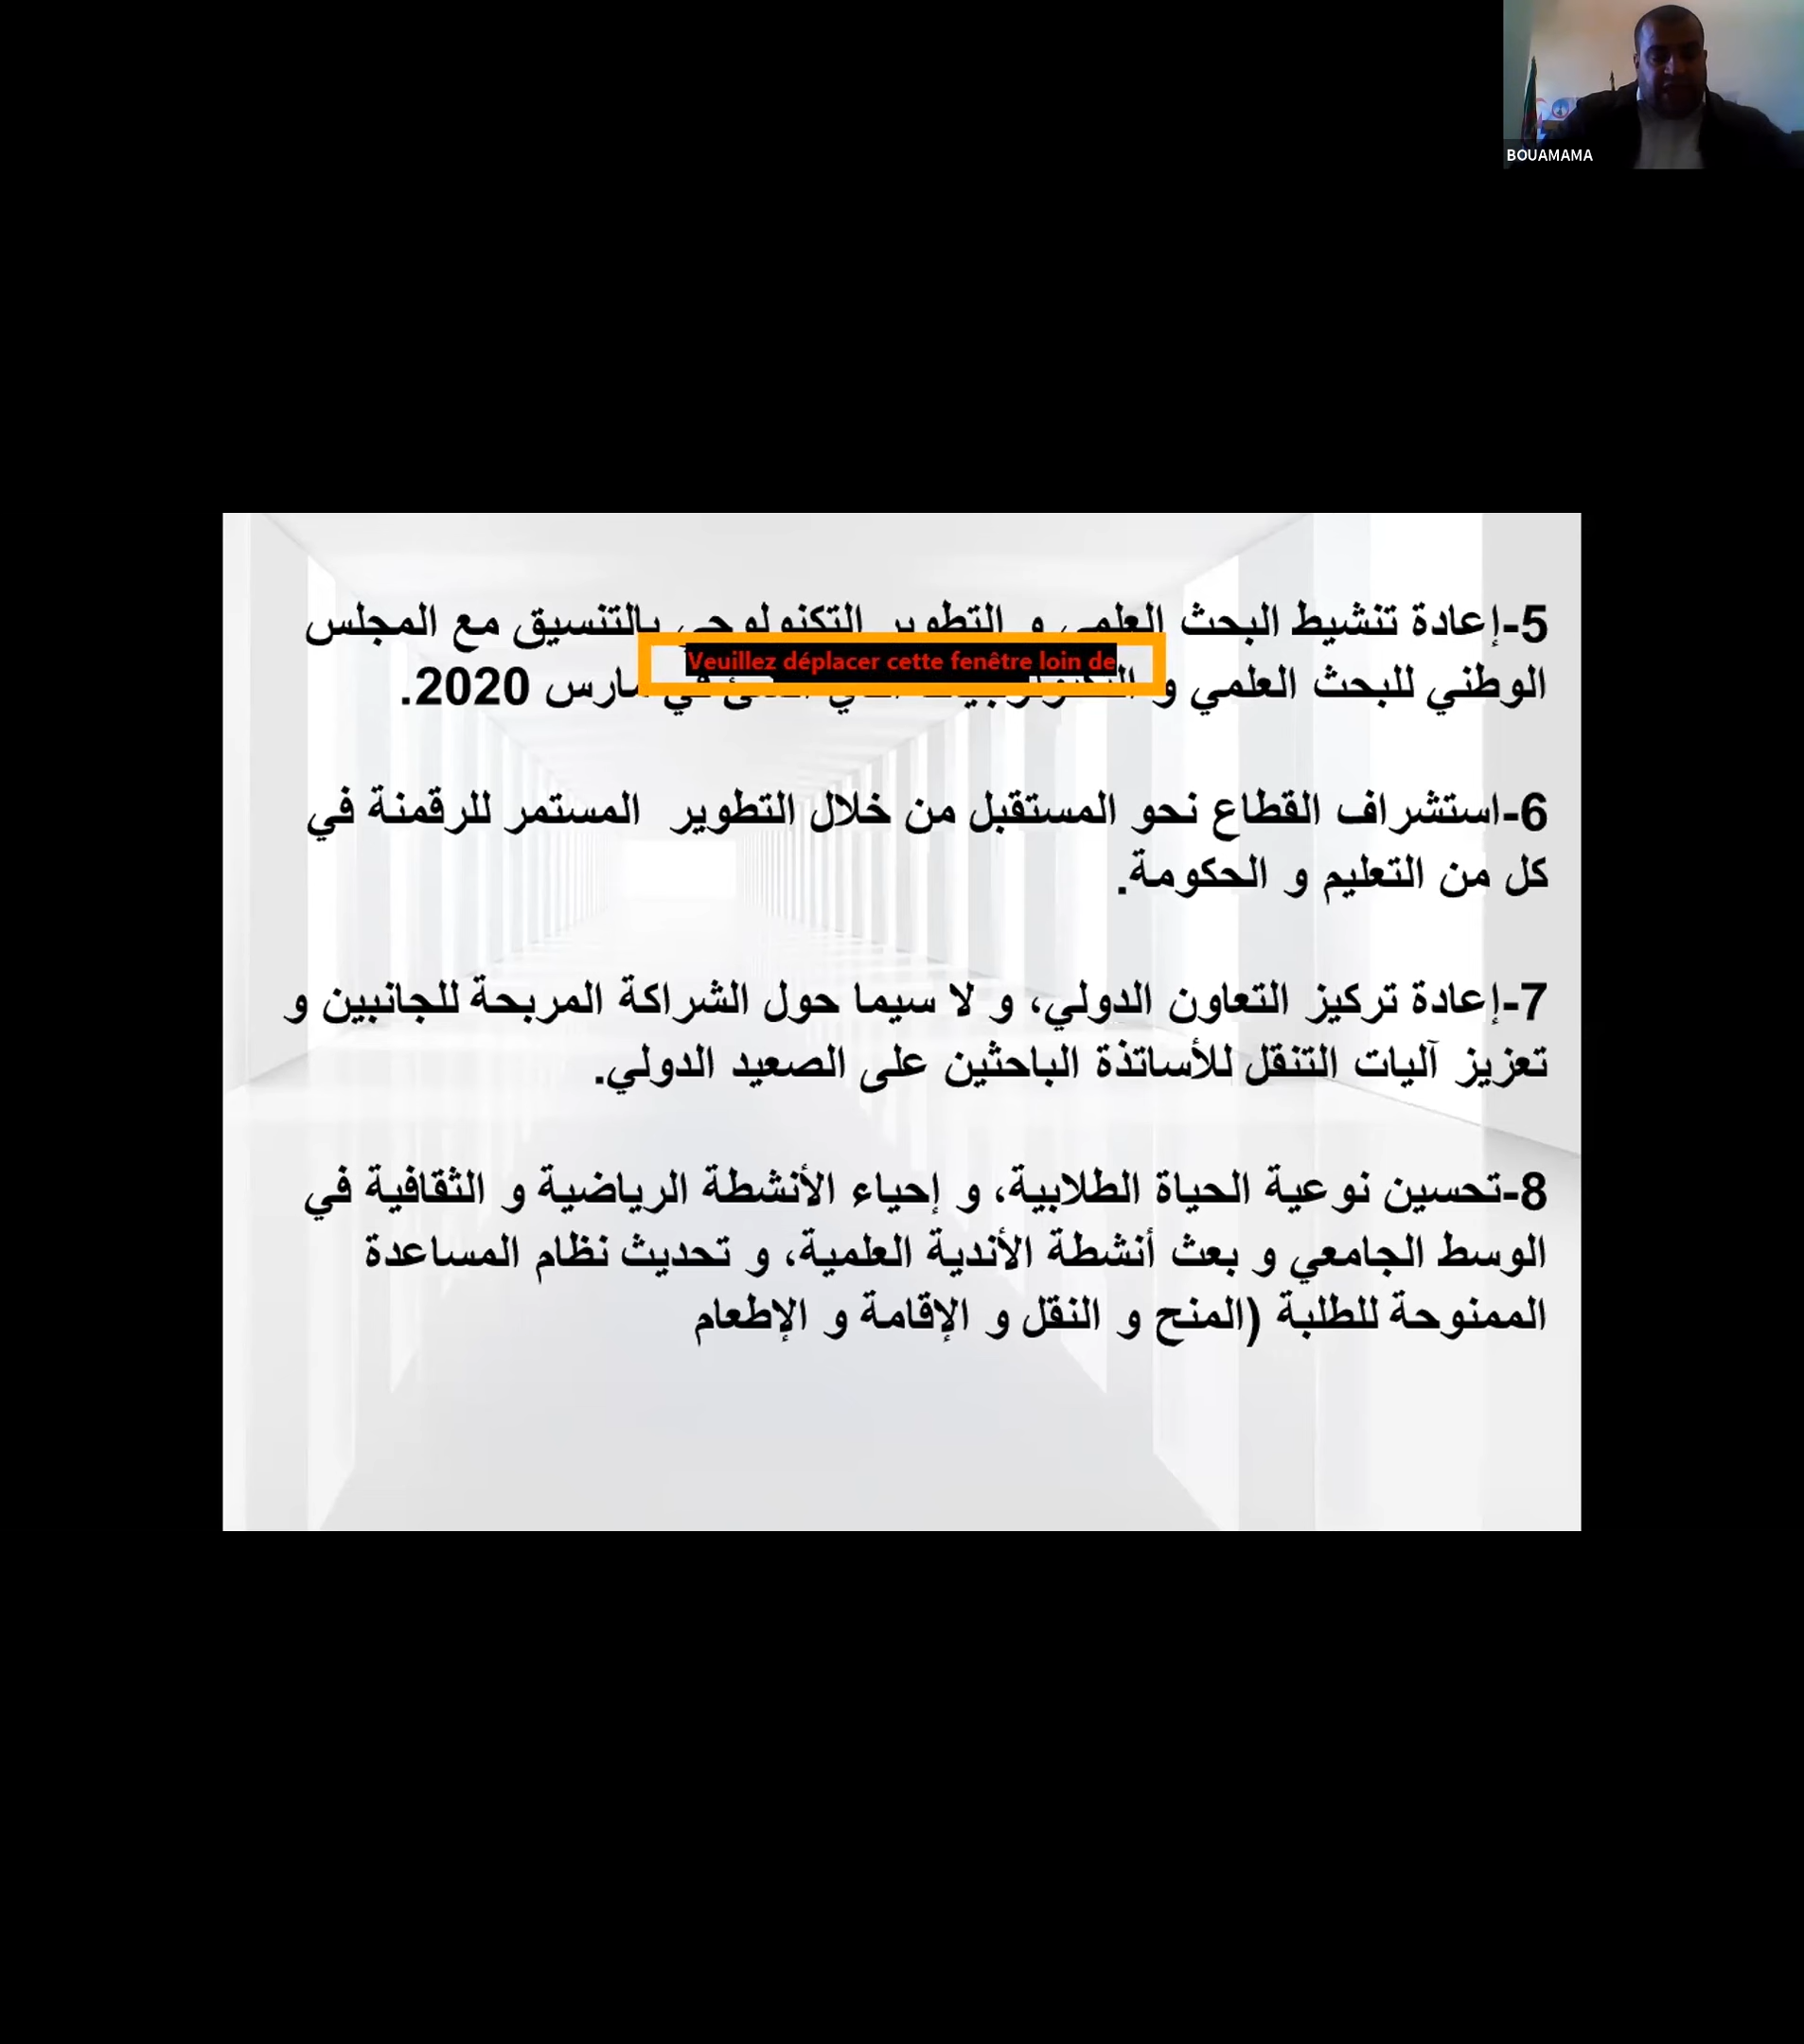 BOUAMAMA
5-إعادة تنشيط البحث العلمي و التطوير التكنولوجي بالتنسيق مع المجلس
Veuillez déplacer cette fenêtre loin de
الوطني للبحث العلمي و في مارس 2020.
6-استشراف القطاع نحو المستقبل من خلال التطوير المستمر للرقمنة في
كل من التعليم و الحكومة.
7-إعادة تركيز التعاون الدولي، و لا سيما حول الشراكة المربحة للجانبين و
تعزيز آليات التنقل للأساتذة الباحثين على الصعيد الدولي.
8-تحسين نوعية الحياة الطلابية، و إحياء الأنشطة الرياضية و الثقافية في
الوسط الجامعي و بعث أنشطة الأندية العلمية، و تحديث نظام المساعدة
الممنوحة للطلبة (المنح و النقل و الإقامة و الإطعام